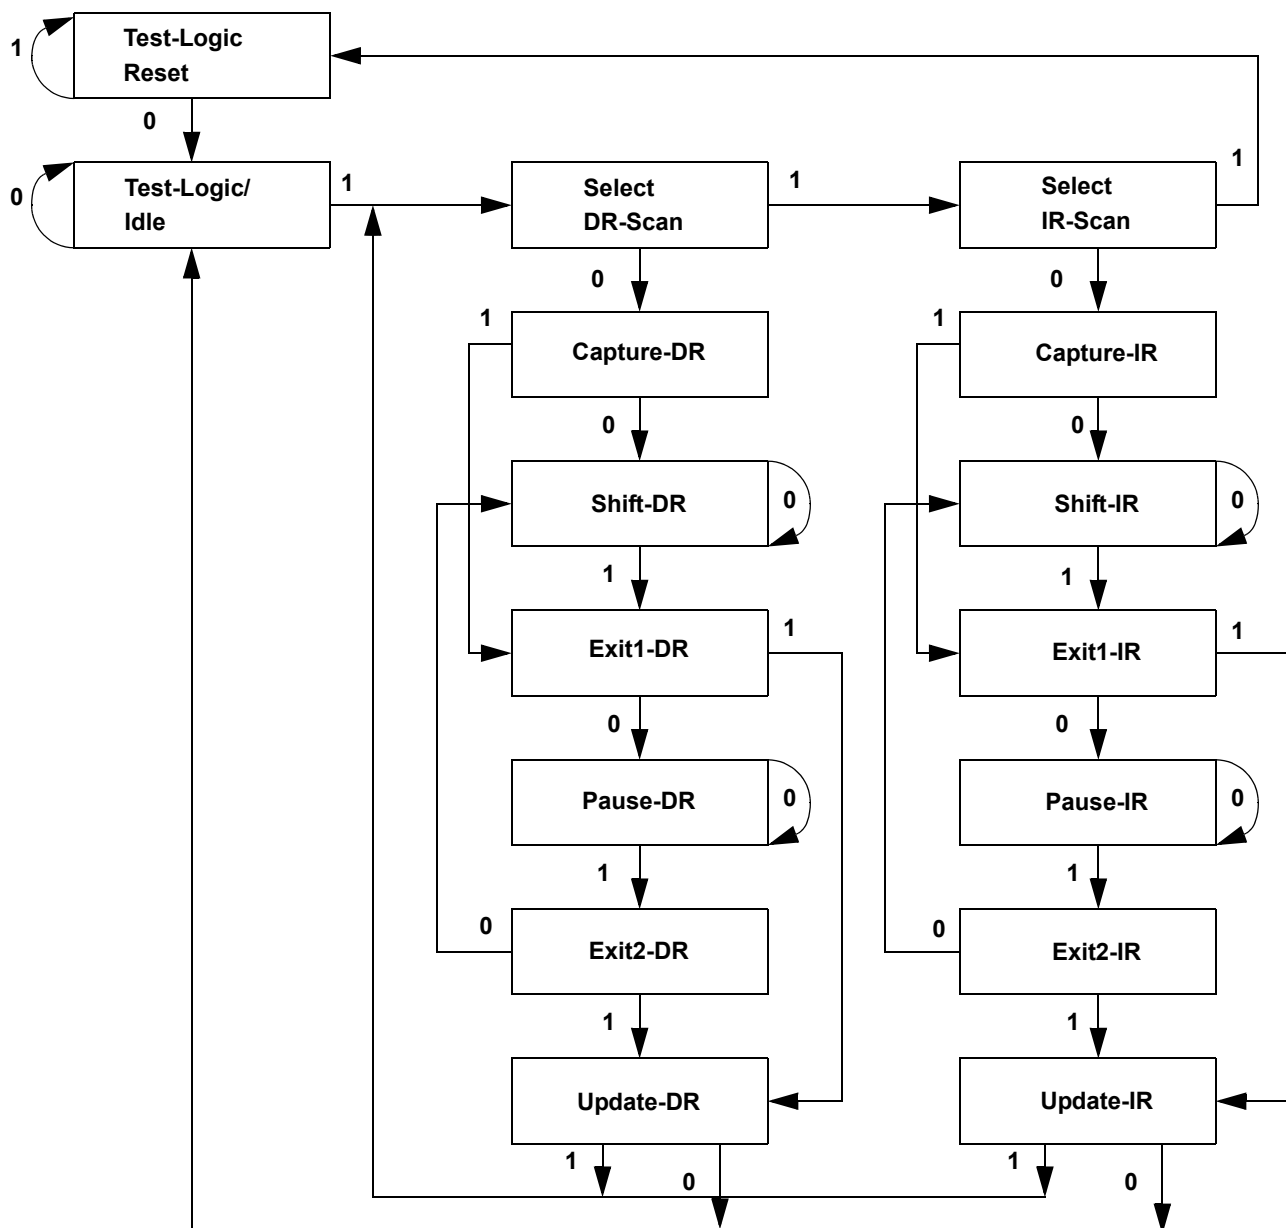 Test-Logic
Reset
1
0
Test-Logic/
Idle
0
1
Select
DR-Scan
1
Select
IR-Scan
1
0
0
1
Capture-DR
1
Capture-IR
0
0
Shift-DR
0
Shift-IR
0
1
1
Exit1-DR
1
Exit1-IR
1
0
0
Pause-DR
0
Pause-IR
0
1
1
0
Exit2-DR
0
Exit2-IR
1
1
Update-DR
Update-IR
1
0
1
0